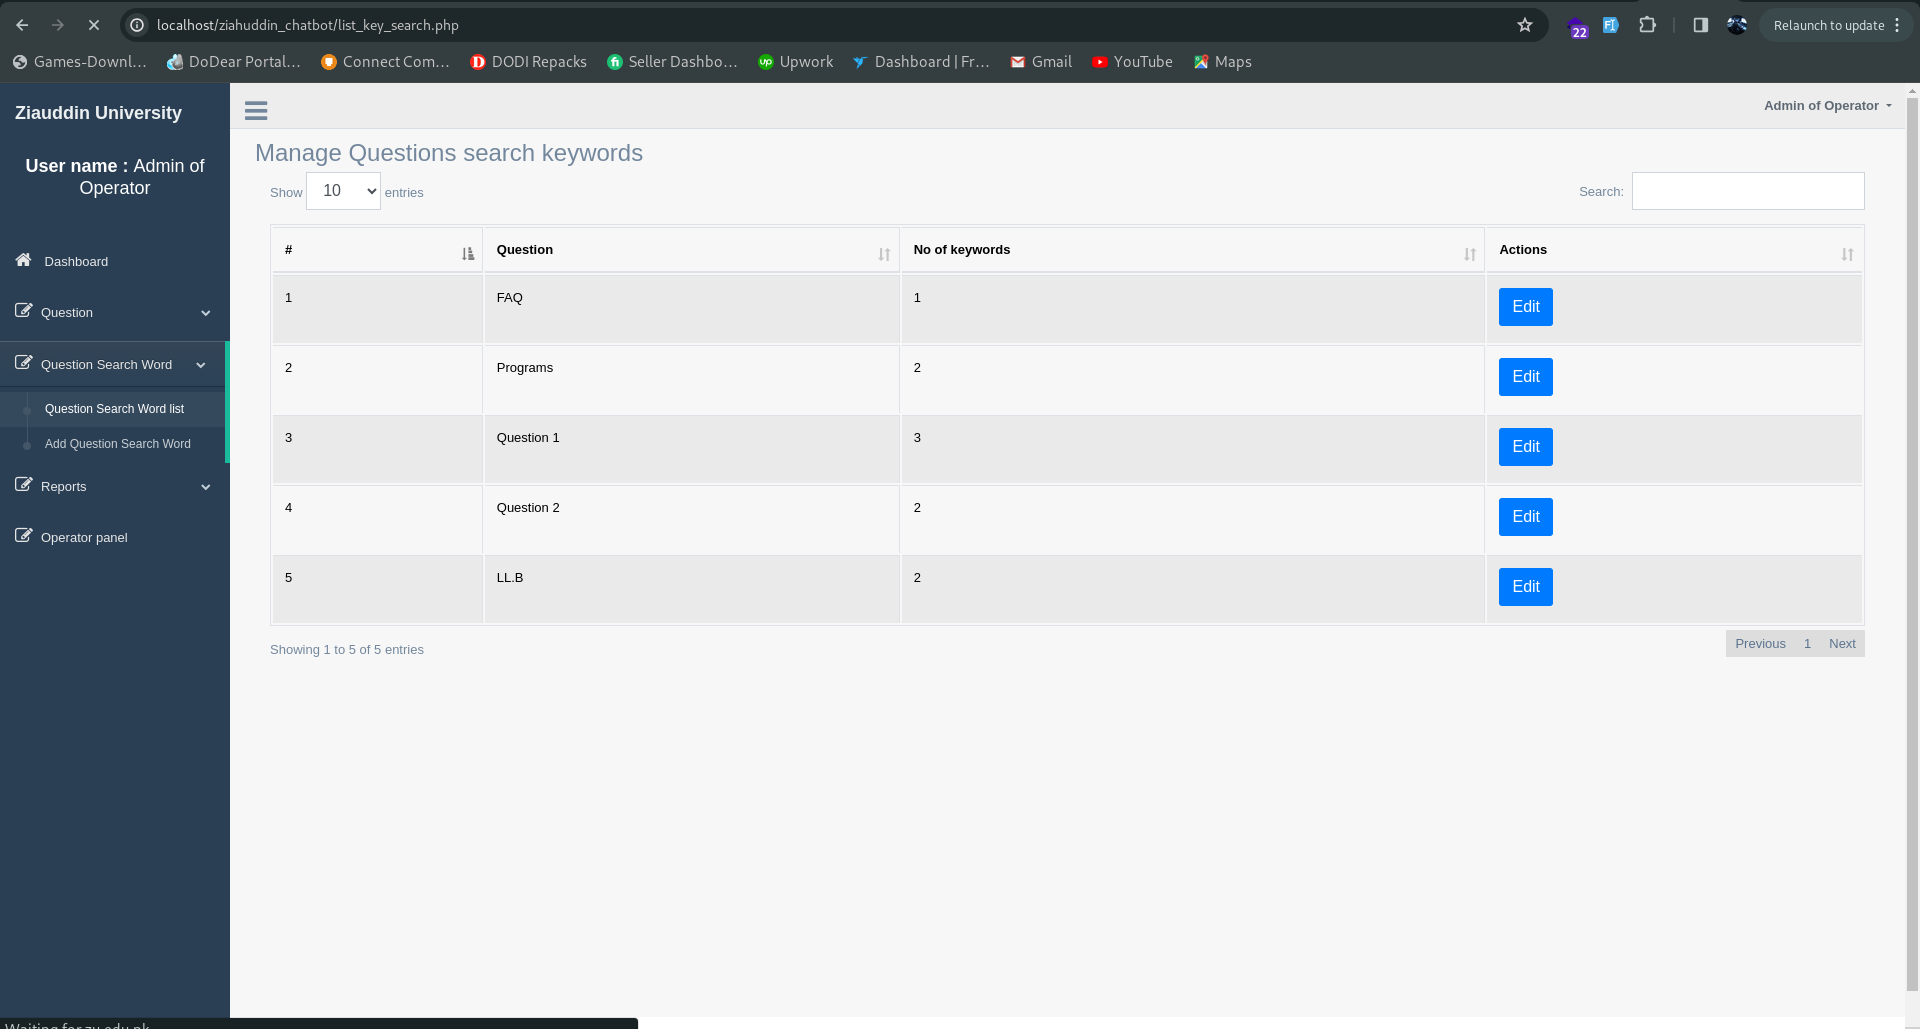 localhost/ziahuddin_chatbot/list_key_search.php
22
Relaunch to update
Games-Downl...
DoDear Portal...
Connect Com...
DODI Repacks
Seller Dashbo...
Upwork
Dashboard | Fr...
Gmail
YouTube
Maps
Ziauddin University
User name : Admin of
Operator
Dashboard
Question
Question Search Word
Question Search Word list
Add Question Search Word
Reports
Operator panel
Admin of Operator
Manage Questions search keywords
Show 10 entries
Search:
# Question No of keywords Actions
1 FAQ 1 Edit
2 Programs 2 Edit
3 Question 1 3 Edit
4 Question 2 2 Edit
5 LL.B 2 Edit
Showing 1 to 5 of 5 entries
Previous 1 Next
Waiting for zu.edu.pk